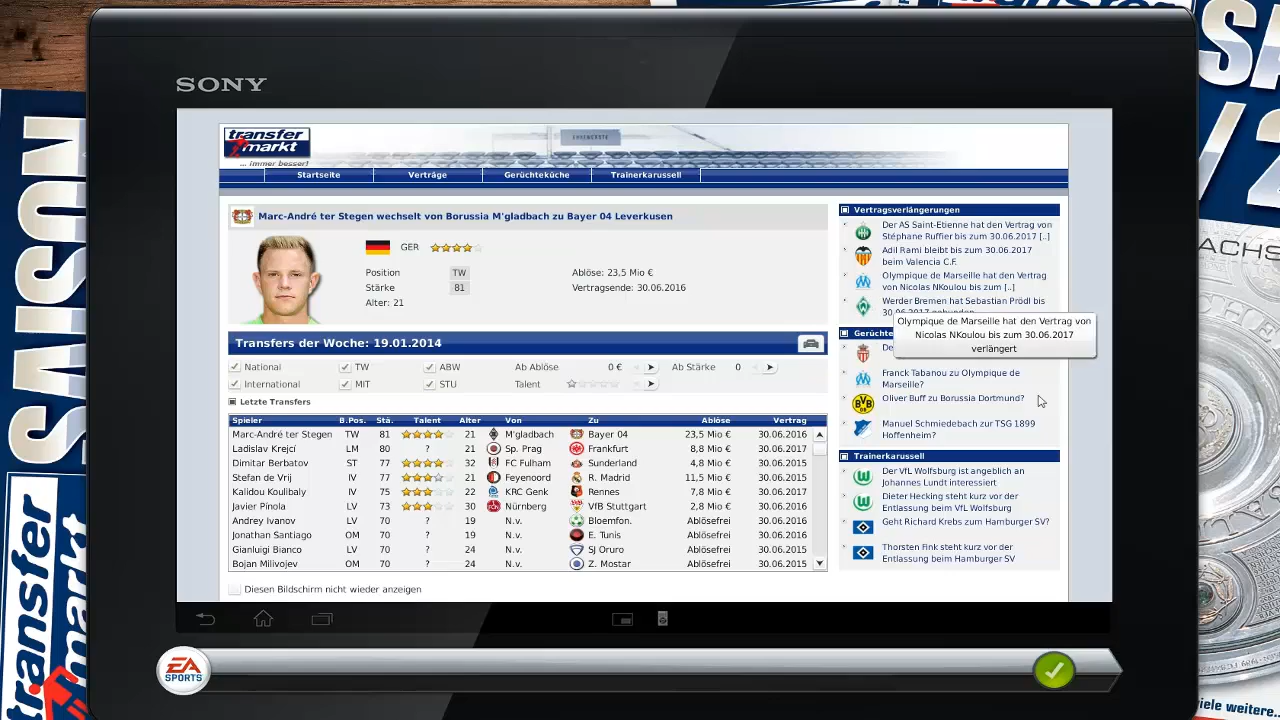 SONY
transfer
markt
... immer besser!
EHRENGÄSTE
Startseite
Verträge
Gerüchteküche
Trainerkarussell
Marc-André ter Stegen wechselt von Borussia M'gladbach zu Bayer 04 Leverkusen
GER
Position TW
Stärke 81
Alter: 21
Ablöse: 23,5 Mio €
Vertragsende: 30.06.2016
Transfers der Woche: 19.01.2014
National TW ABW Ab Ablöse 0 € Ab Stärke 0
International MIT STU Talent
Letzte Transfers
Spieler B.Pos. Stä. Talent Alter Von Zu Ablöse Vertrag
Marc-André ter Stegen TW 81 21 M'gladbach Bayer 04 23,5 Mio € 30.06.2016
Ladislav Krejcí LM 80 ? 21 Sp. Prag Frankfurt 8,8 Mio € 30.06.2017
Dimitar Berbatov ST 77 32 FC Fulham Sunderland 4,8 Mio € 30.06.2015
Stefan de Vrij IV 77 21 Feyenoord R. Madrid 11,5 Mio € 30.06.2015
Kalidou Koulibaly IV 75 22 KRC Genk Rennes 7,8 Mio € 30.06.2017
Javier Pinola LV 73 30 Nürnberg VfB Stuttgart 2,8 Mio € 30.06.2016
Andrey Ivanov LV 70 ? 19 N.v. Bloemfon. Ablösefrei 30.06.2016
Jonathan Santiago OM 70 ? 19 N.v. E. Tunis Ablösefrei 30.06.2016
Gianluigi Bianco LV 70 ? 24 N.v. SJ Oruro Ablösefrei 30.06.2015
Bojan Milivojev OM 70 ? 24 N.v. Z. Mostar Ablösefrei 30.06.2015
Diesen Bildschirm nicht wieder anzeigen
Vertragsverlängerungen
Der AS Saint-Etienne hat den Vertrag von
Stéphane Ruffier bis zum 30.06.2017 [..]
Adil Rami bleibt bis zum 30.06.2017
beim Valencia C.F.
Olympique de Marseille hat den Vertrag
von Nicolas NKoulou bis zum [..]
Werder Bremen hat Sebastian Prödl bis
30.06.2017 gebunden
Olympique de Marseille hat den Vertrag von
Nicolas NKoulou bis zum 30.06.2017
verlängert
Gerüchte
De
Franck Tabanou zu Olympique de
Marseille?
Oliver Buff zu Borussia Dortmund?
Manuel Schmiedebach zur TSG 1899
Hoffenheim?
Trainerkarussell
Der VfL Wolfsburg ist angeblich an
Johannes Lundt interessiert
Dieter Hecking steht kurz vor der
Entlassung beim VfL Wolfsburg
Geht Richard Krebs zum Hamburger SV?
Thorsten Fink steht kurz vor der
Entlassung beim Hamburger SV
EA
SPORTS
SAISON
transfer
markt
iele weitere...